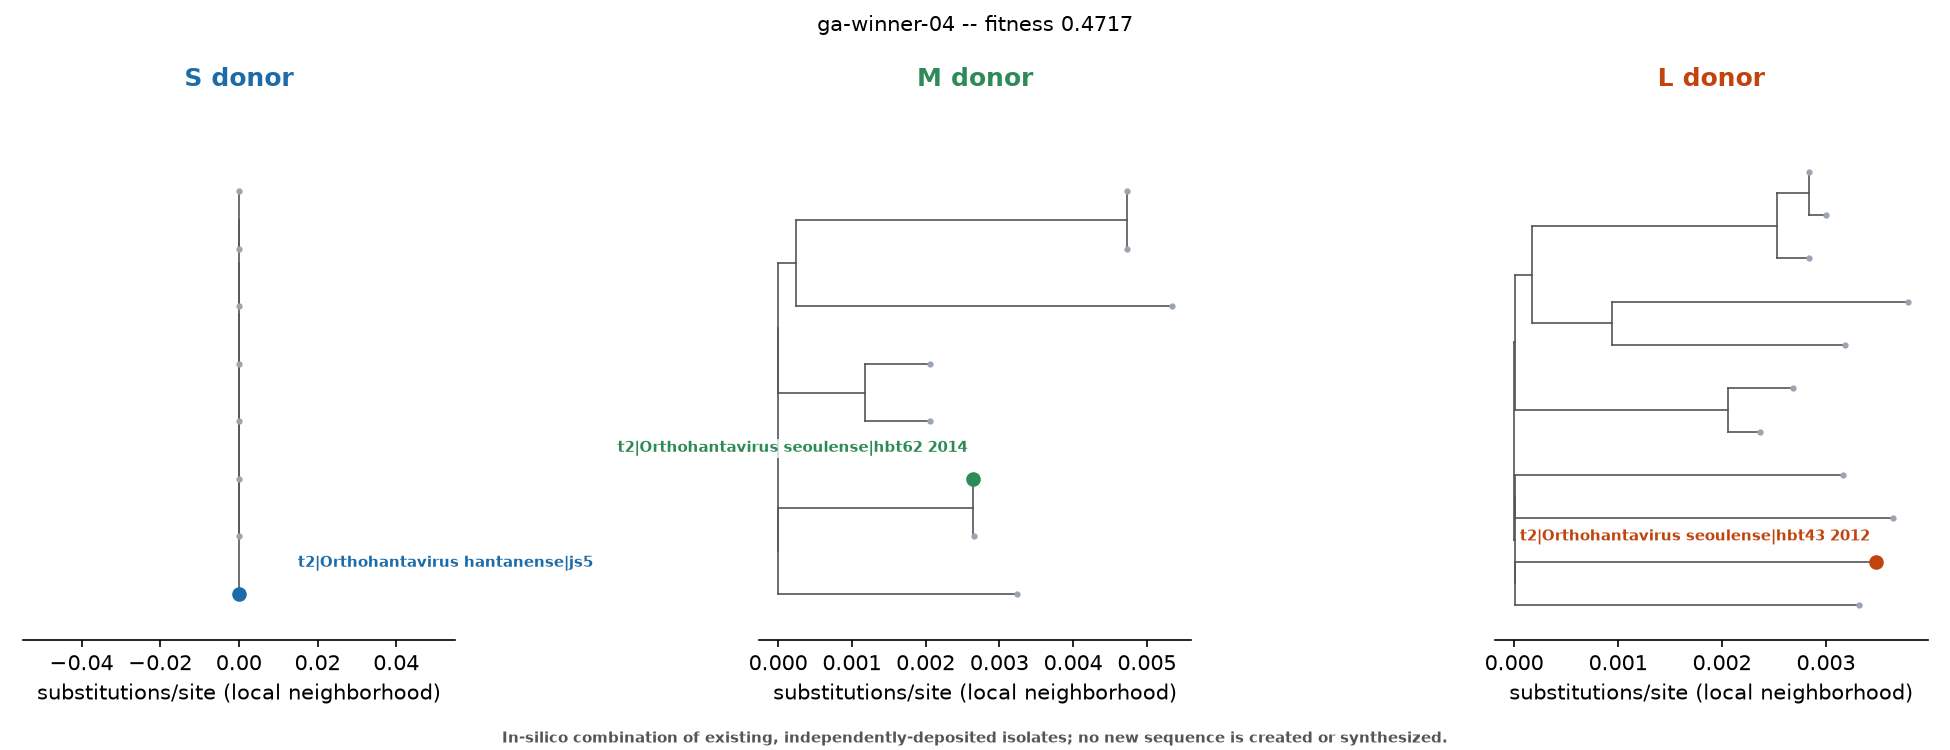 ga-winner-04 -- fitness 0.4717
S donor
M donor
L donor
t2|Orthohantavirus seoulense|hbt62 2014
t2|Orthohantavirus seoulense|hbt43 2012
t2|Orthohantavirus hantanense|js5
−0.04 −0.02 0.00 0.02 0.04
0.000 0.001 0.002 0.003 0.004 0.005
0.000 0.001 0.002 0.003
substitutions/site (local neighborhood)
substitutions/site (local neighborhood)
substitutions/site (local neighborhood)
In-silico combination of existing, independently-deposited isolates; no new sequence is created or synthesized.